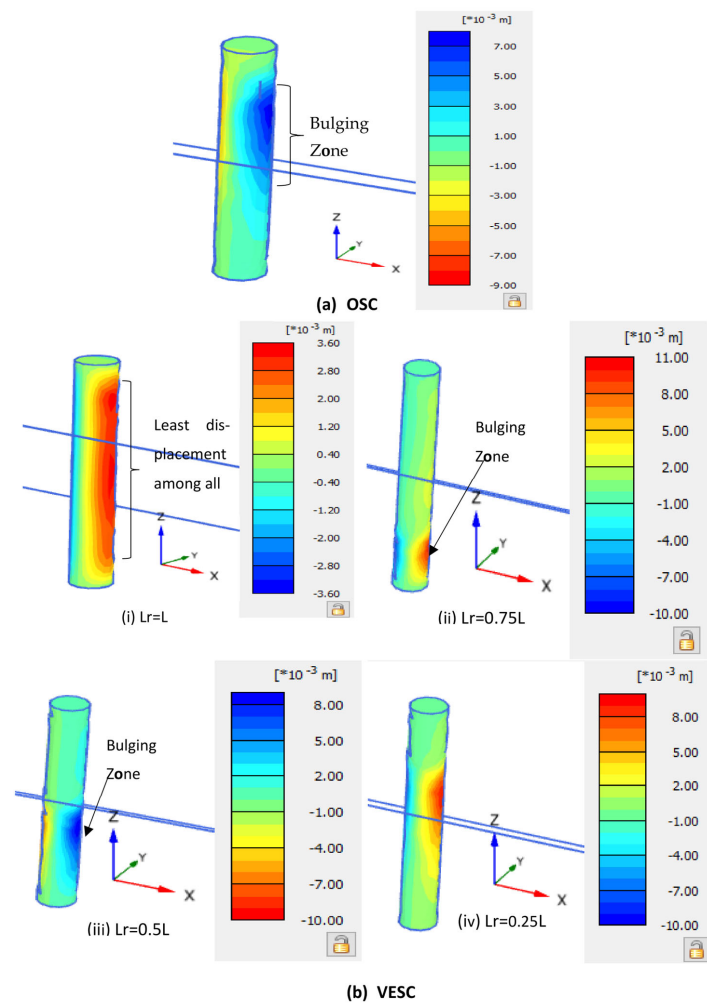 [*10 -3 m]
7.00
5.00
3.00
1.00
-1.00
-3.00
-5.00
-7.00
-9.00
Bulging
Zone
Z
Y
X
(a) OSC
[*10 -3 m]
3.60
2.80
2.00
1.20
0.40
-0.40
-1.20
-2.00
-2.80
-3.60
Least dis-
placement
among all
Z
Y
X
(i) Lr=L
[*10 -3 m]
11.00
8.00
5.00
2.00
-1.00
-4.00
-7.00
-10.00
Bulging
Zone
Z
Y
X
(ii) Lr=0.75L
[*10 -3 m]
8.00
5.00
2.00
-1.00
-4.00
-7.00
-10.00
Bulging
Zone
Z
Y
X
(iii) Lr=0.5L
[*10 -3 m]
8.00
5.00
2.00
-1.00
-4.00
-7.00
-10.00
Z
Y
X
(iv) Lr=0.25L
(b) VESC